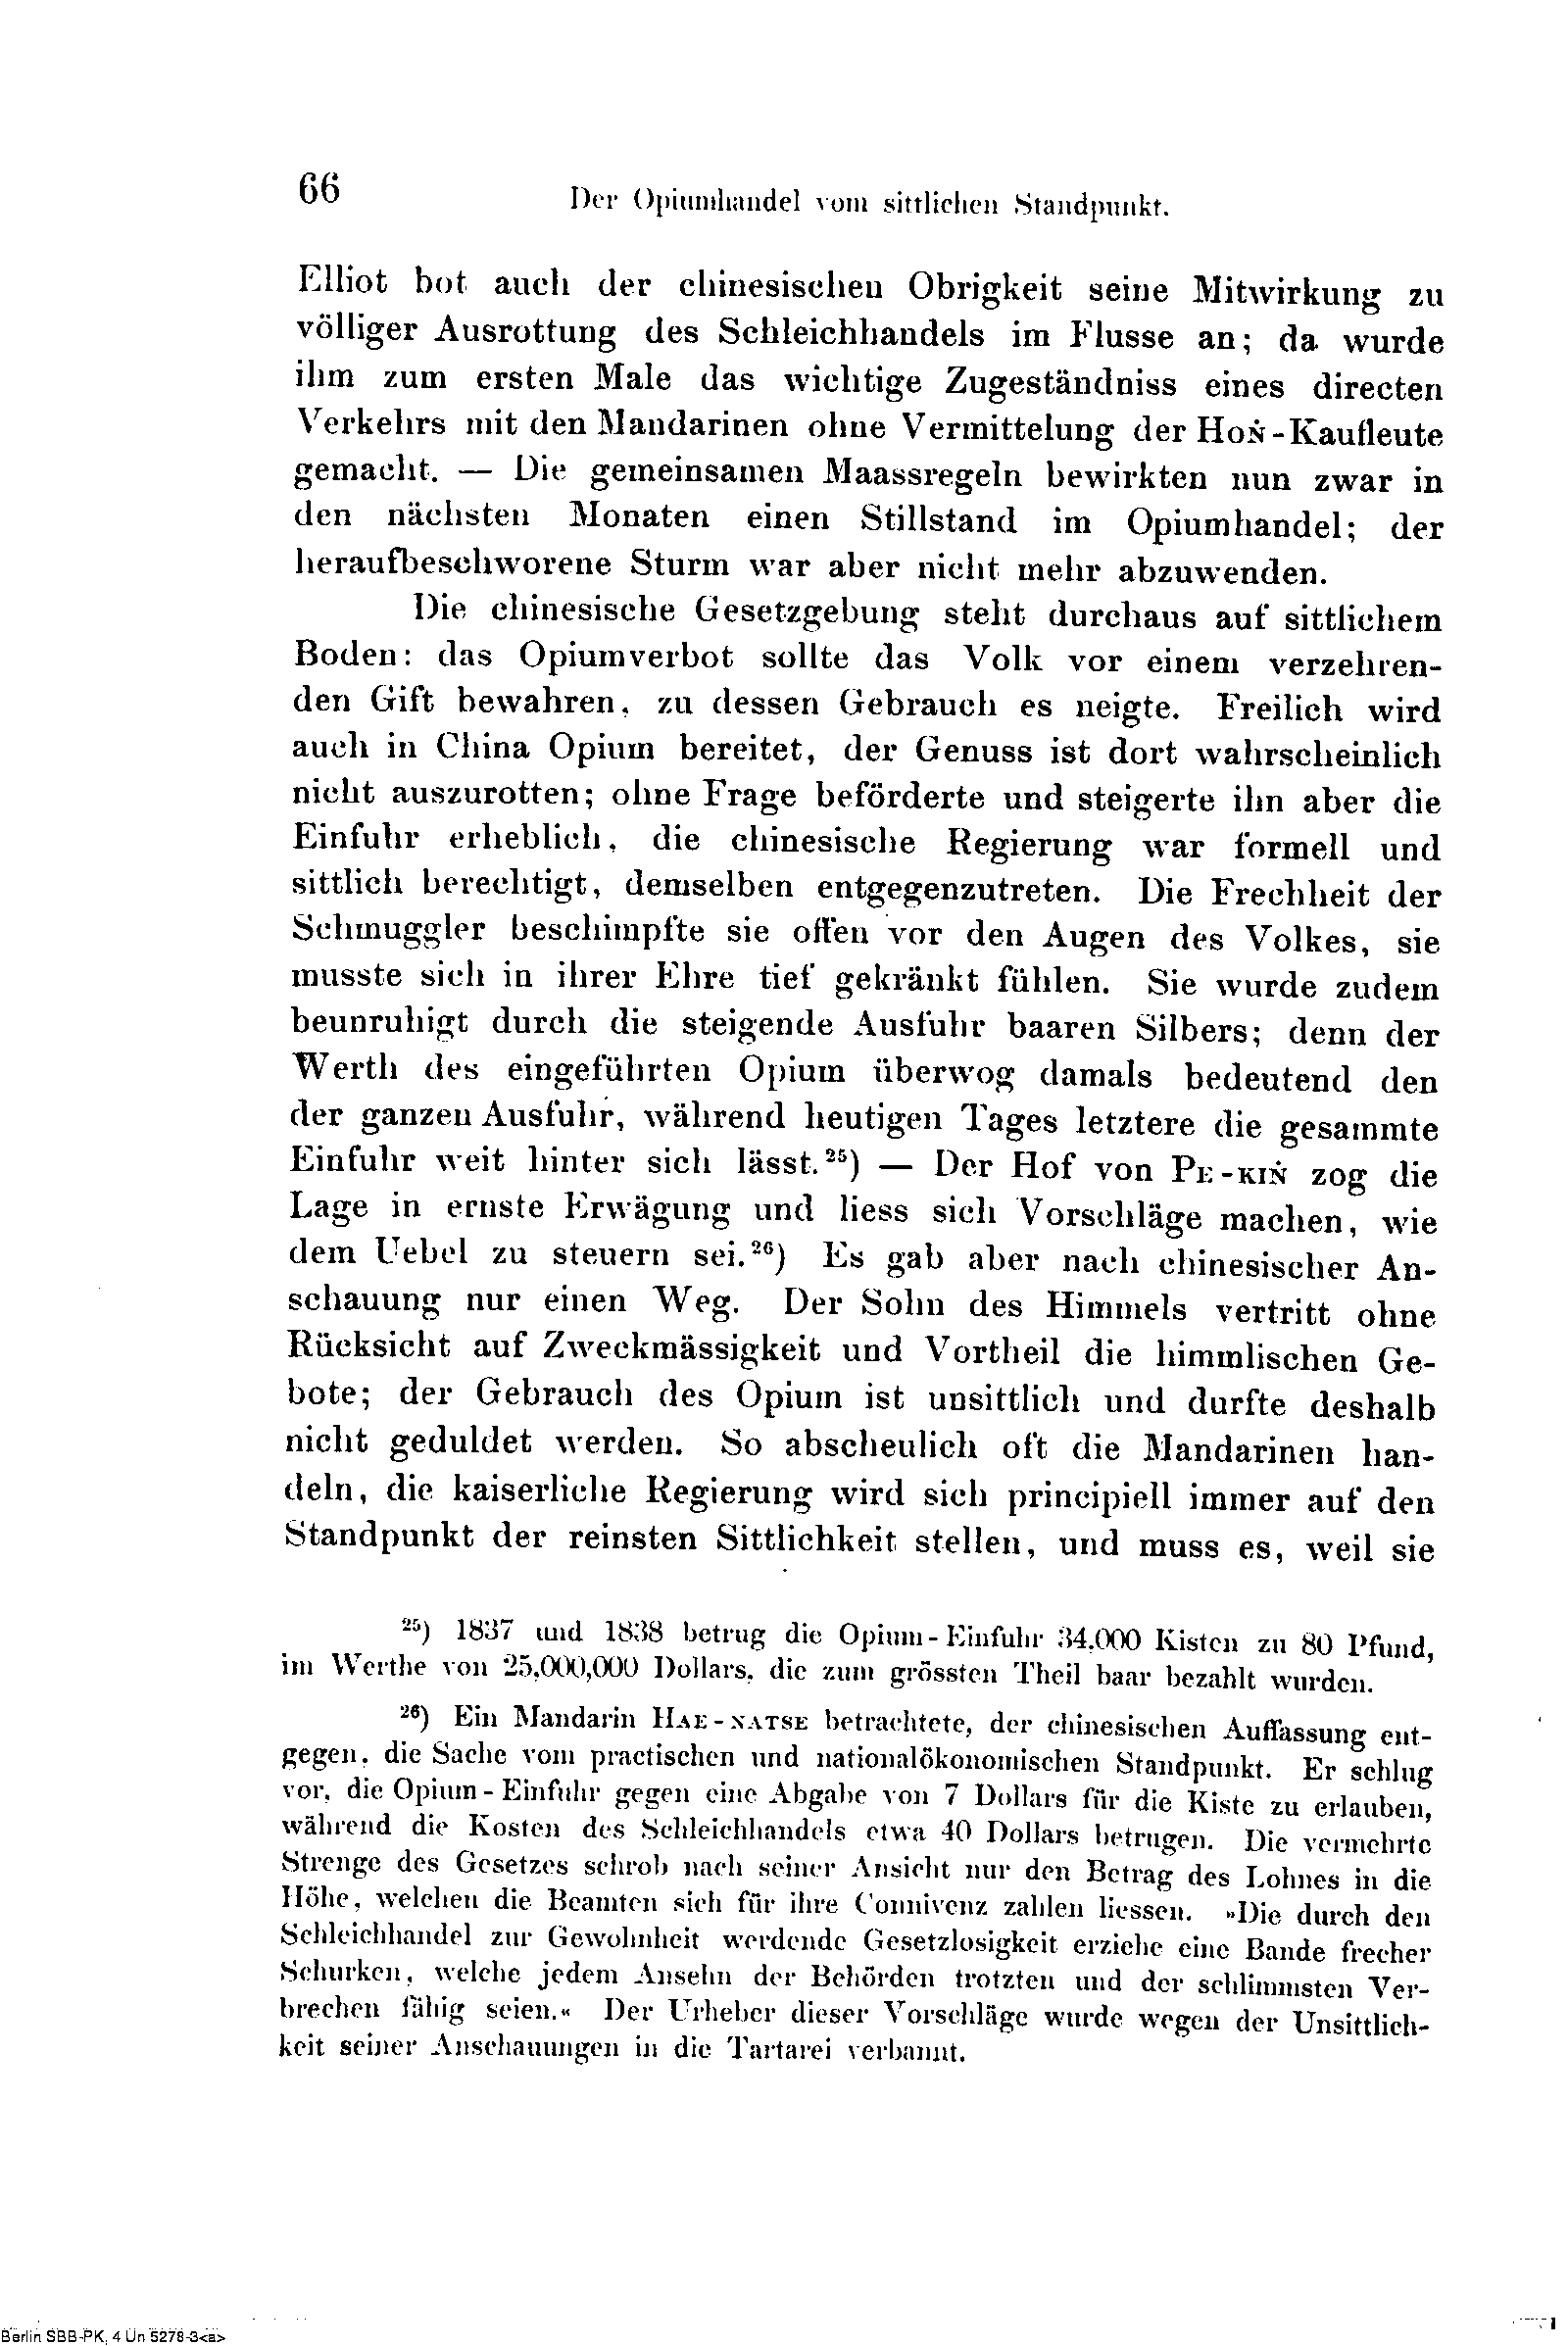 66
Der Opiumhandel vom sittlichen Standpunkt.
Elliot bot auch der chinesischen Obrigkeit seine Mitwirkung zu
völliger Ausrottung des Schleichhandels im Flusse an; da wurde
ihm zum ersten Male das wichtige Zugeständniss eines directen
Verkehrs mit den Mandarinen ohne Vermittelung der Hoṅ-Kaufleute
gemacht. — Die gemeinsamen Maassregeln bewirkten nun zwar in
den nächsten Monaten einen Stillstand im Opiumhandel; der
heraufbeschworene Sturm war aber nicht mehr abzuwenden.
Die chinesische Gesetzgebung steht durchaus auf sittlichem
Boden: das Opiumverbot sollte das Volk vor einem verzehren-
den Gift bewahren, zu dessen Gebrauch es neigte. Freilich wird
auch in China Opium bereitet, der Genuss ist dort wahrscheinlich
nicht auszurotten; ohne Frage beförderte und steigerte ihn aber die
Einfuhr erheblich, die chinesische Regierung war formell und
sittlich berechtigt, demselben entgegenzutreten. Die Frechheit der
Schmuggler beschimpfte sie offen vor den Augen des Volkes, sie
musste sich in ihrer Ehre tief gekränkt fühlen. Sie wurde zudem
beunruhigt durch die steigende Ausfuhr baaren Silbers; denn der
Werth des eingeführten Opium überwog damals bedeutend den
der ganzen Ausfuhr, während heutigen Tages letztere die gesammte
Einfuhr weit hinter sich lässt.²⁵) — Der Hof von Pe-kiṅ zog die
Lage in ernste Erwägung und liess sich Vorschläge machen, wie
dem Uebel zu steuern sei.²⁶) Es gab aber nach chinesischer An-
schauung nur einen Weg. Der Sohn des Himmels vertritt ohne
Rücksicht auf Zweckmässigkeit und Vortheil die himmlischen Ge-
bote; der Gebrauch des Opium ist unsittlich und durfte deshalb
nicht geduldet werden. So abscheulich oft die Mandarinen han-
deln, die kaiserliche Regierung wird sich principiell immer auf den
Standpunkt der reinsten Sittlichkeit stellen, und muss es, weil sie
²⁵) 1837 und 1838 betrug die Opium-Einfuhr 34,000 Kisten zu 80 Pfund,
im Werthe von 25,000,000 Dollars, die zum grössten Theil baar bezahlt wurden.
²⁶) Ein Mandarin Hae-natse betrachtete, der chinesischen Auffassung ent-
gegen, die Sache vom practischen und nationalökonomischen Standpunkt. Er schlug
vor, die Opium-Einfuhr gegen eine Abgabe von 7 Dollars für die Kiste zu erlauben,
während die Kosten des Schleichhandels etwa 40 Dollars betrugen. Die vermehrte
Strenge des Gesetzes schrob nach seiner Ansicht nur den Betrag des Lohnes in die
Höhe, welchen die Beamten sich für ihre Connivenz zahlen liessen. »Die durch den
Schleichhandel zur Gewohnheit werdende Gesetzlosigkeit erziehe eine Bande frecher
Schurken, welche jedem Ansehn der Behörden trotzten und der schlimmsten Ver-
brechen fähig seien.« Der Urheber dieser Vorschläge wurde wegen der Unsittlich-
keit seiner Anschauungen in die Tartarei verbannt.
Berlin SBB-PK, 4 Un 5278-3<a>